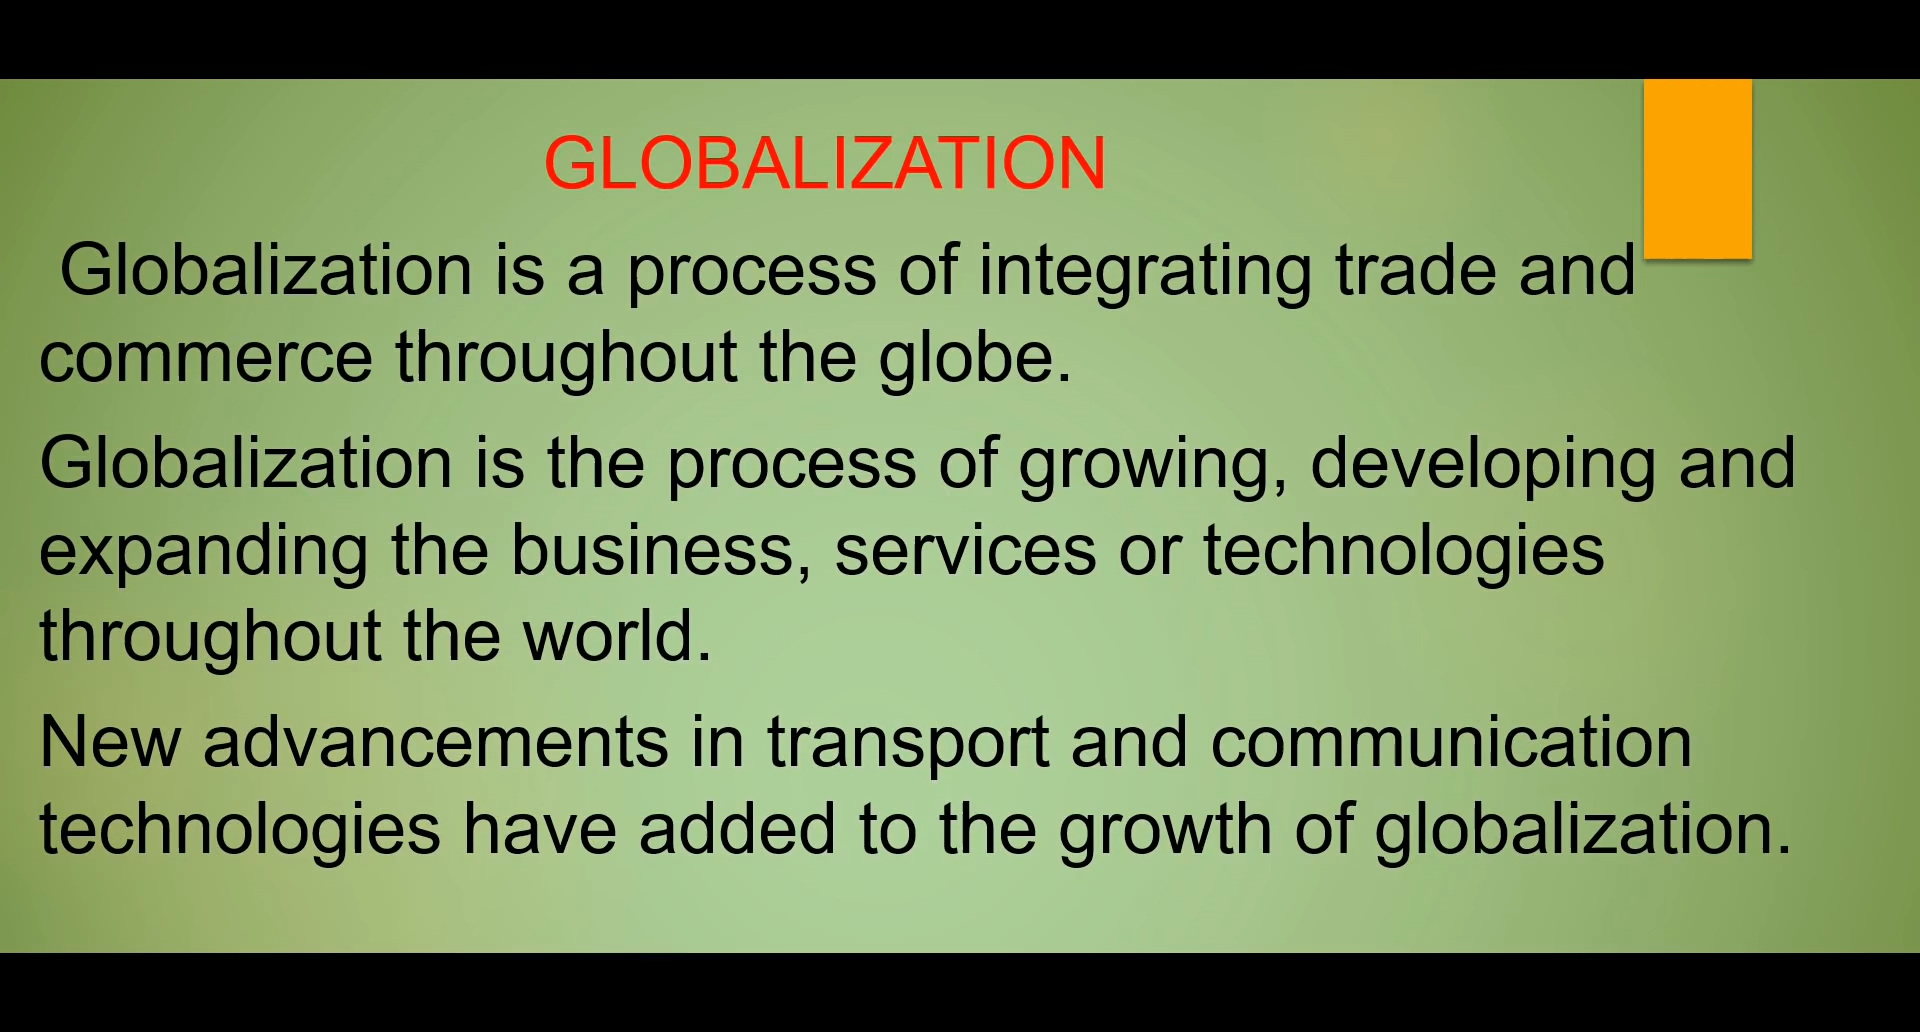 GLOBALIZATION
Globalization is a process of integrating trade and
commerce throughout the globe.
Globalization is the process of growing, developing and
expanding the business, services or technologies
throughout the world.
New advancements in transport and communication
technologies have added to the growth of globalization.